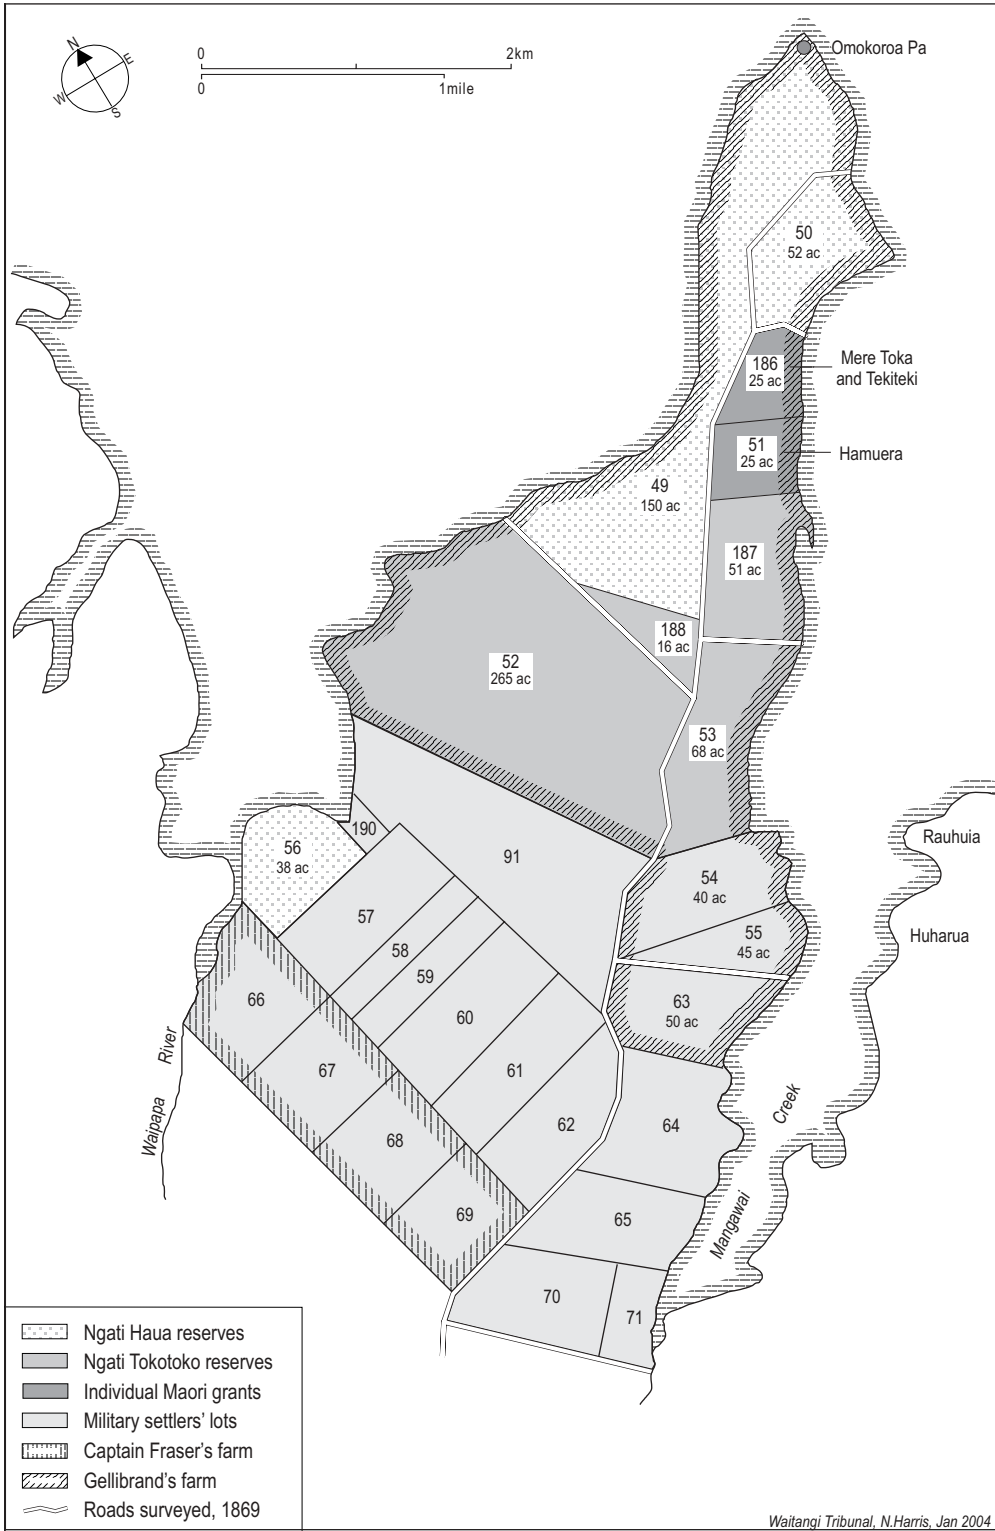 N
E
W
S
0
2km
0
1mile
Omokoroa Pa
50
52 ac
186
25 ac
Mere Toka
and Tekiteki
51
25 ac
Hamuera
49
150 ac
187
51 ac
188
16 ac
52
265 ac
53
68 ac
190
91
56
38 ac
54
40 ac
55
45 ac
Rauhuia
Huharua
57
58
59
60
61
62
63
50 ac
64
65
66
67
68
69
70
71
Waipapa River
Mangawai Creek
Ngati Haua reserves
Ngati Tokotoko reserves
Individual Maori grants
Military settlers' lots
Captain Fraser's farm
Gellibrand's farm
Roads surveyed, 1869
Waitangi Tribunal, N.Harris, Jan 2004